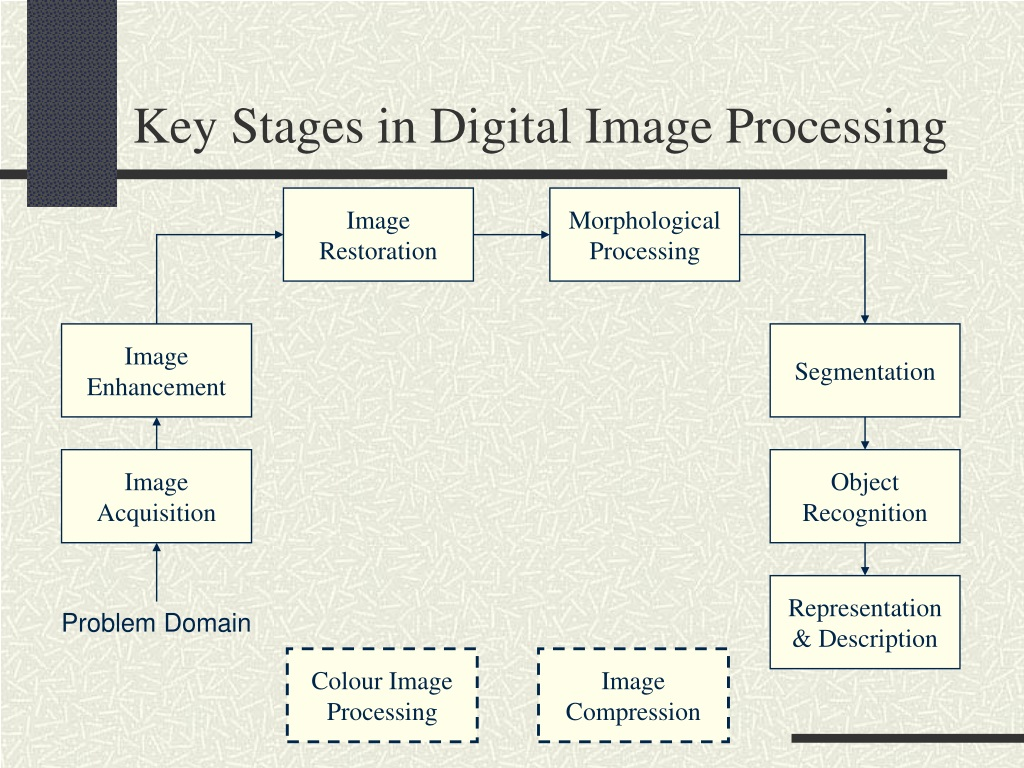 Key Stages in Digital Image Processing
Image
Restoration
Morphological
Processing
Image
Enhancement
Segmentation
Image
Acquisition
Object
Recognition
Problem Domain
Representation
& Description
Colour Image
Processing
Image
Compression